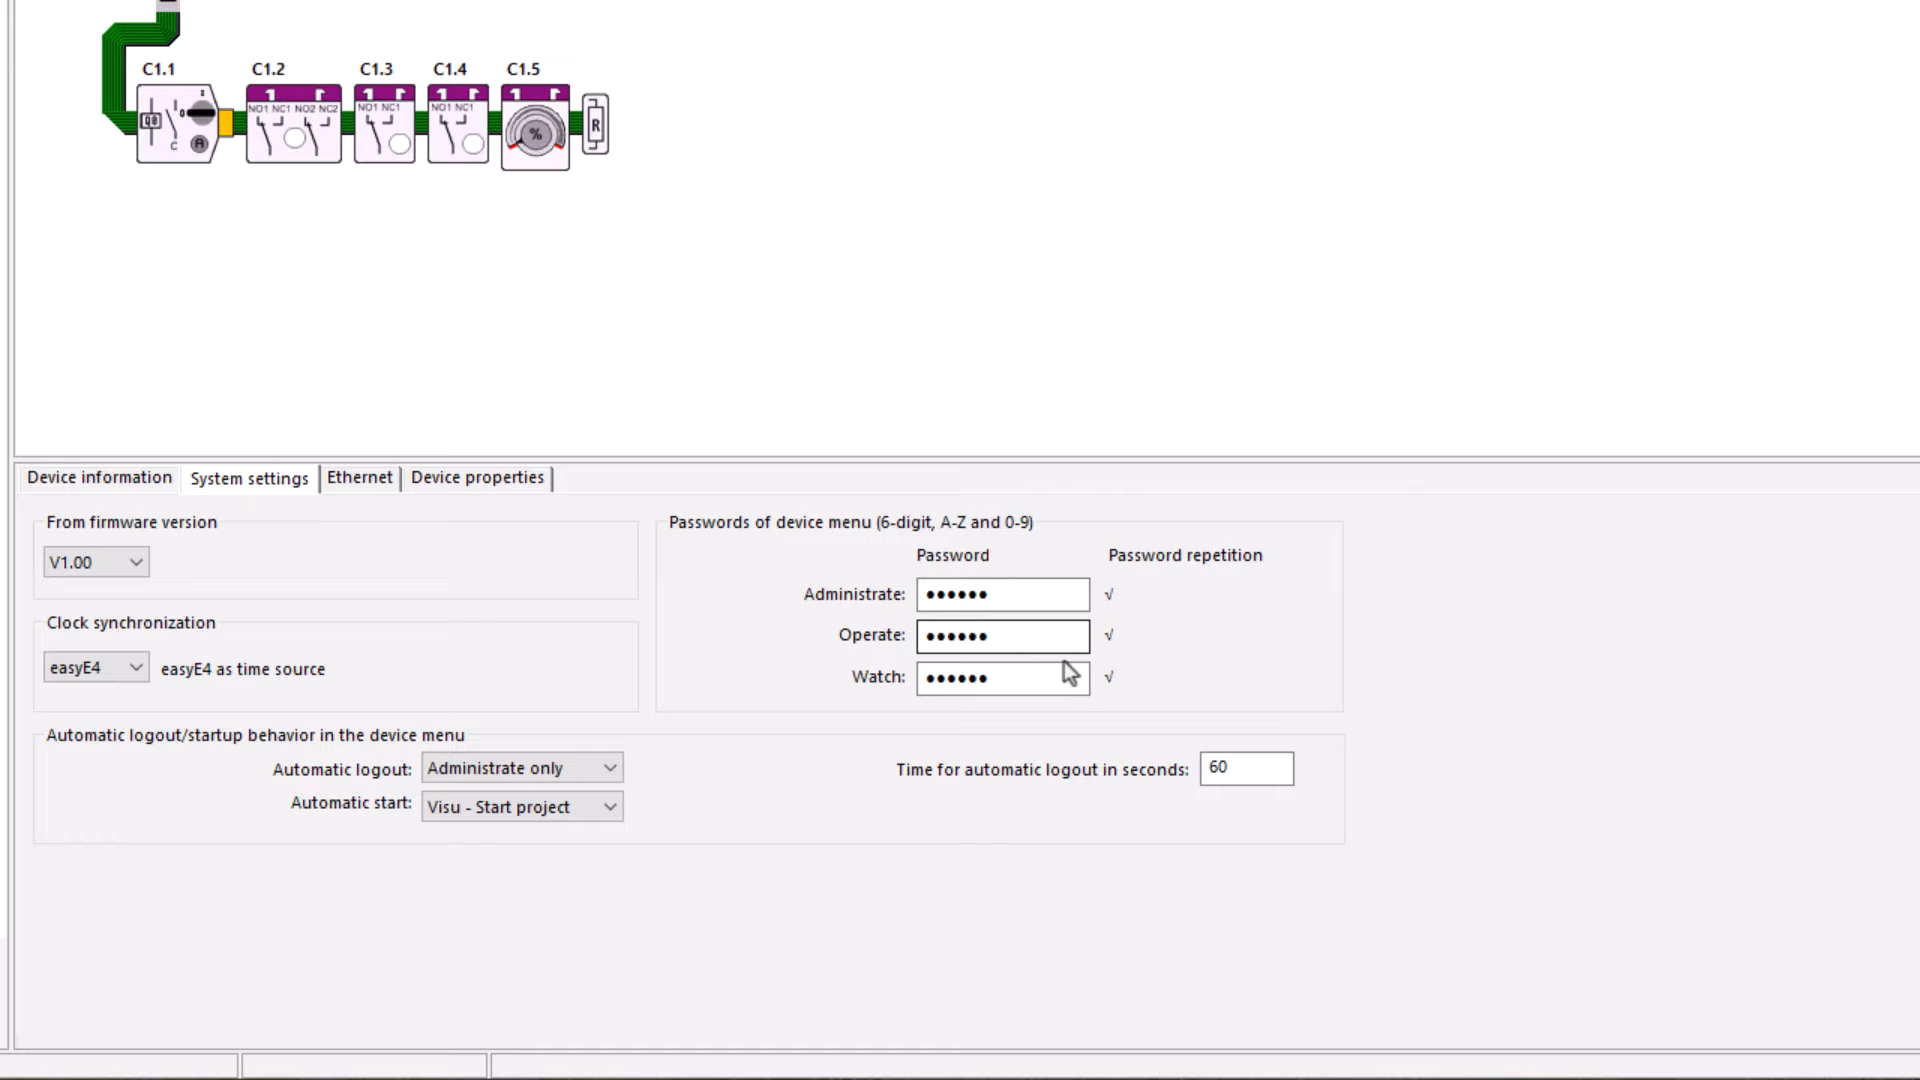 C1.1 C1.2 C1.3 C1.4 C1.5
NO1 NC1 NO2 NC2 NO1 NC1 NO1 NC1
I 0 C R % R
Device information System settings Ethernet Device properties
From firmware version
V1.00
Clock synchronization
easyE4 easyE4 as time source
Passwords of device menu (6-digit, A-Z and 0-9)
Password Password repetition
Administrate: •••••• √
Operate: •••••• √
Watch: •••••• √
Automatic logout/startup behavior in the device menu
Automatic logout: Administrate only Time for automatic logout in seconds: 60
Automatic start: Visu - Start project